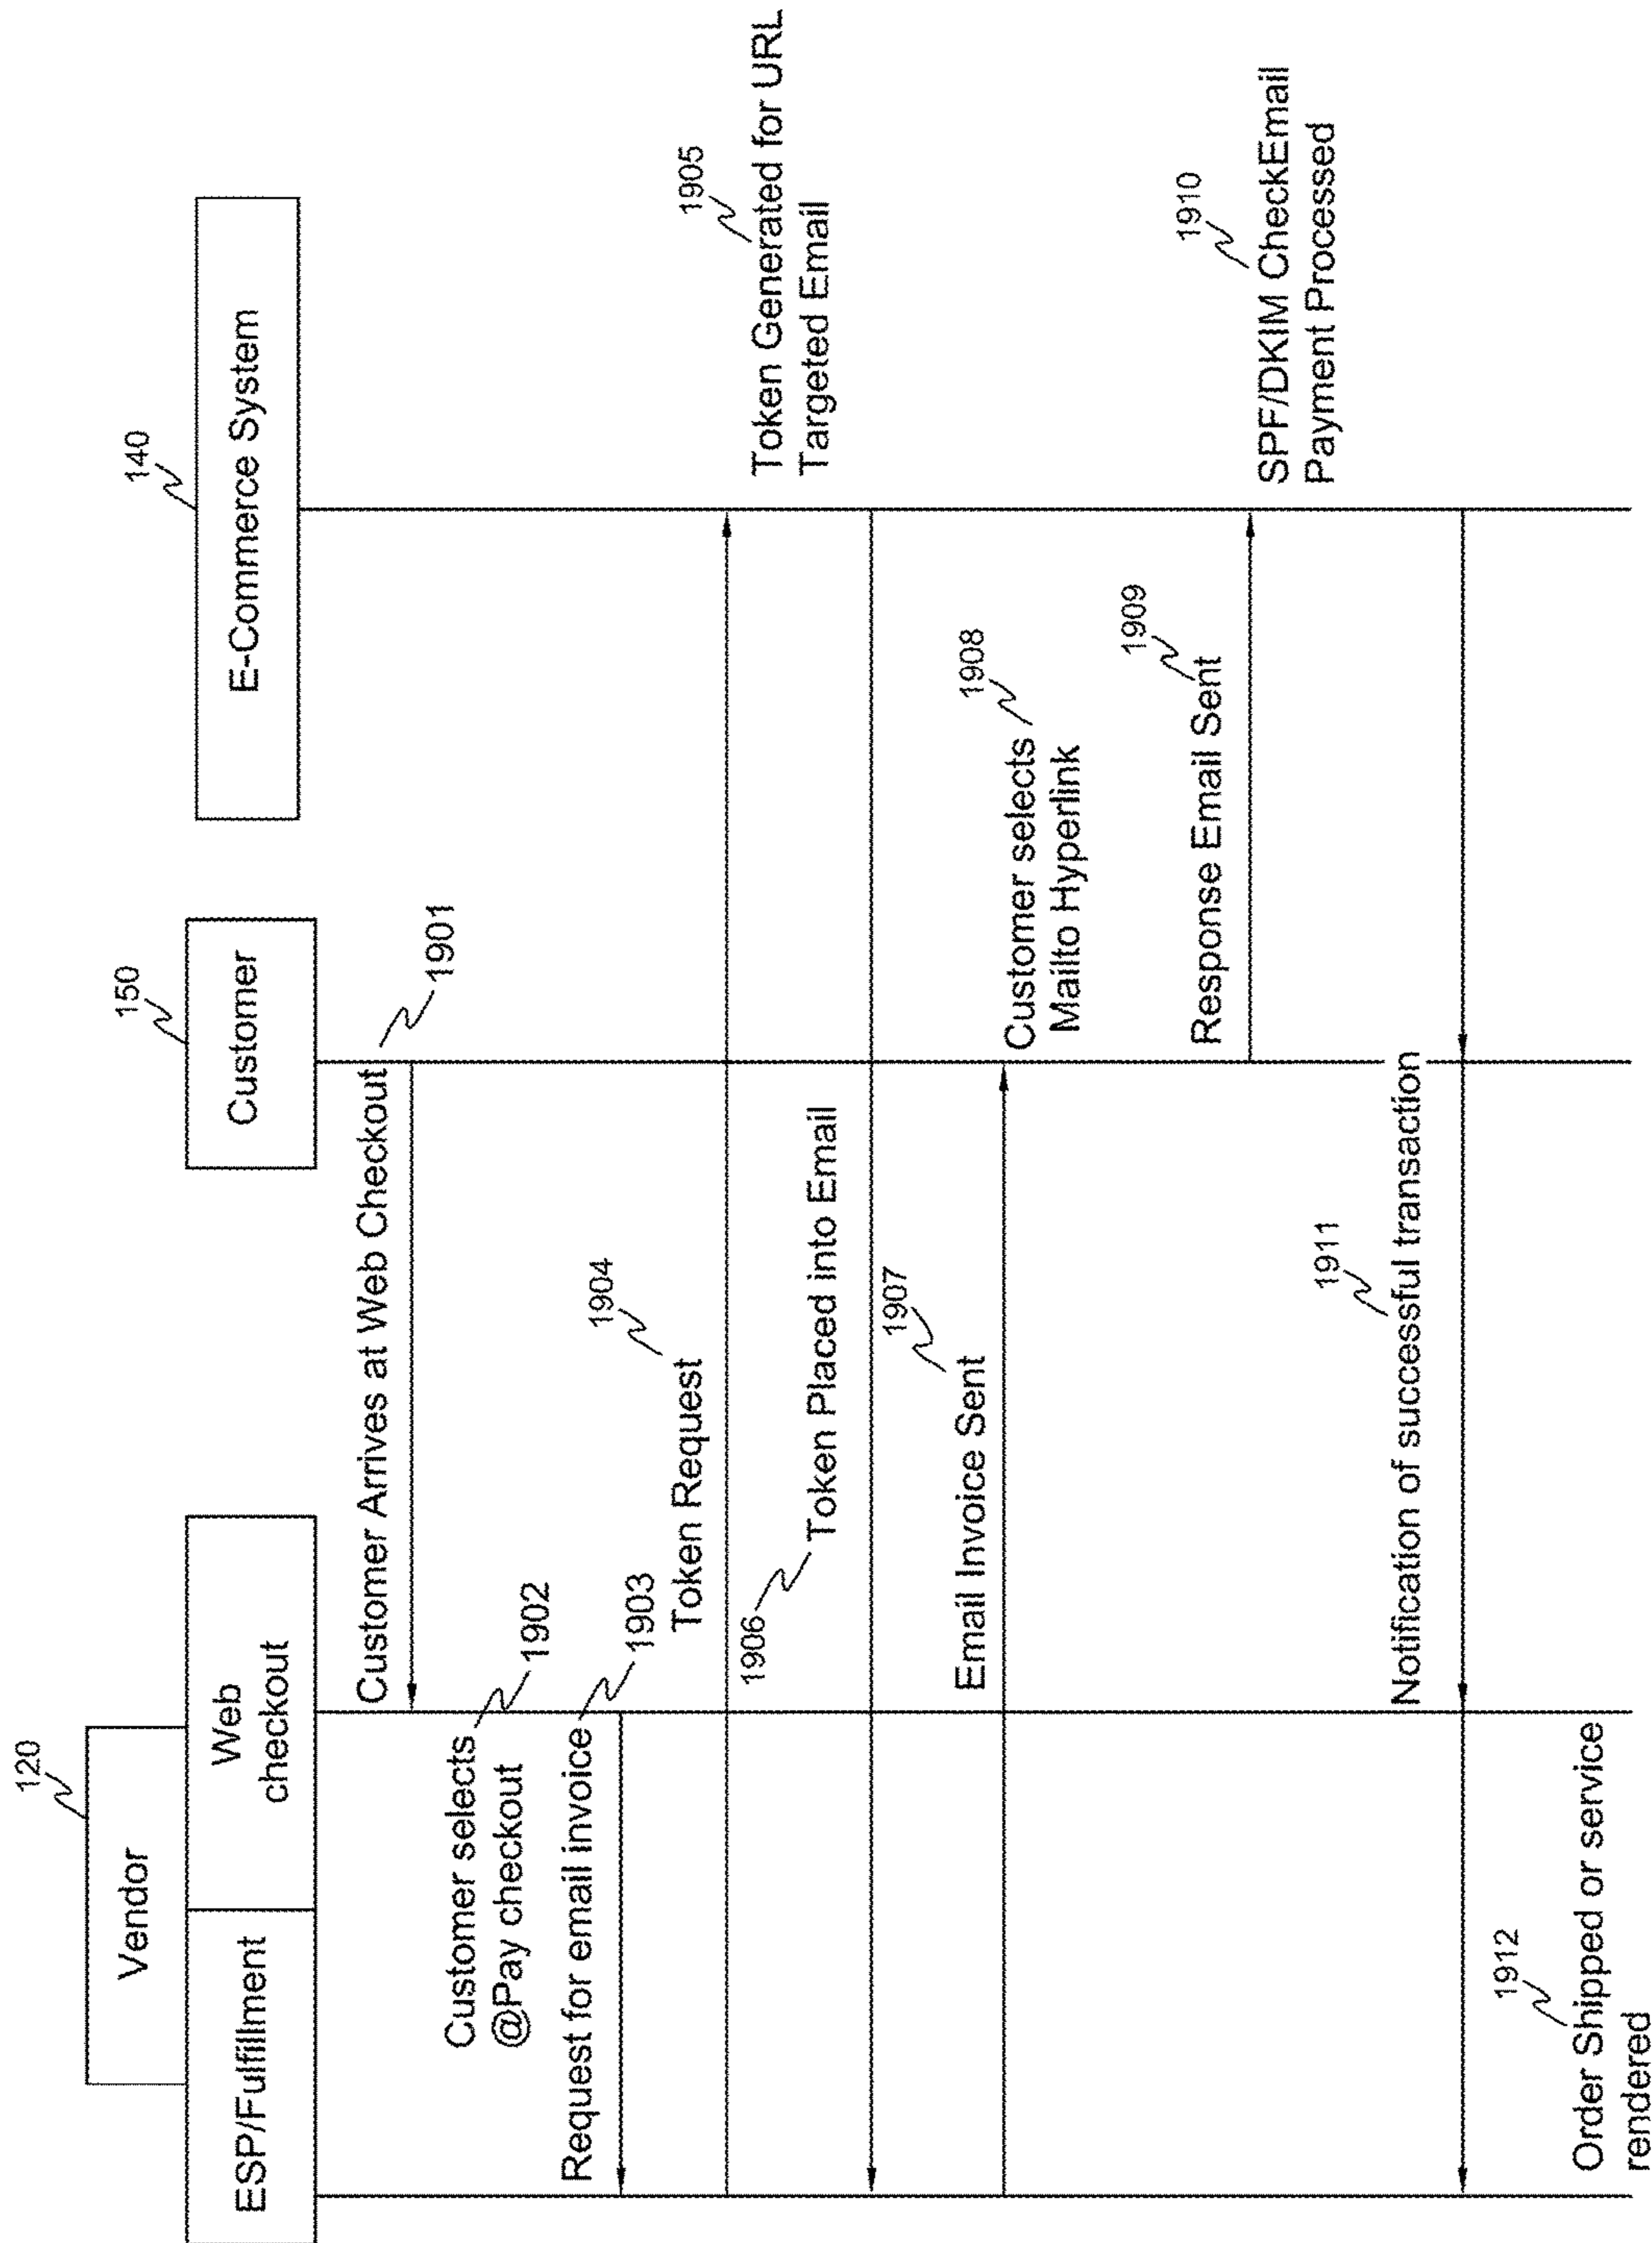 120
Vendor
ESP/Fulfillment
Web
checkout
150
Customer
140
E-Commerce System
Customer Arrives at Web Checkout
1901
Customer selects
@Pay checkout
1902
Request for email invoice
1903
Token Request
1904
1905
Token Generated for URL
Targeted Email
1906
Token Placed into Email
1907
Email Invoice Sent
1908
Customer selects
Mailto Hyperlink
1909
Response Email Sent
1910
SPF/DKIM CheckEmail
Payment Processed
1911
Notification of successful transaction
1912
Order Shipped or service
rendered